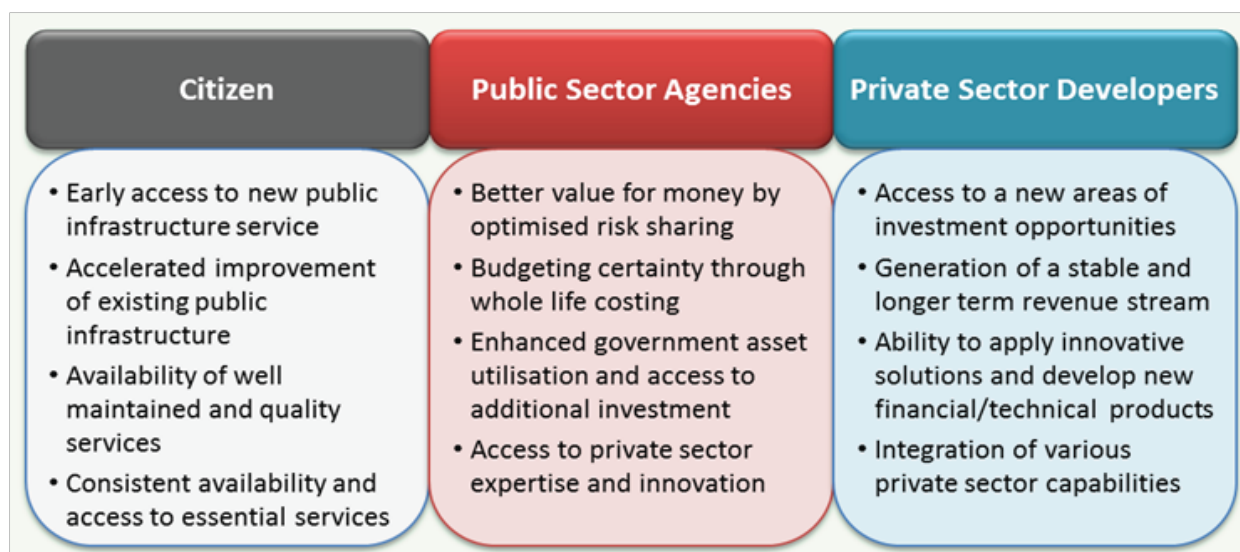 Citizen
• Early access to new public
infrastructure service
• Accelerated improvement
of existing public
infrastructure
• Availability of well
maintained and quality
services
• Consistent availability and
access to essential services
Public Sector Agencies
• Better value for money by
optimised risk sharing
• Budgeting certainty through
whole life costing
• Enhanced government asset
utilisation and access to
additional investment
• Access to private sector
expertise and innovation
Private Sector Developers
• Access to a new areas of
investment opportunities
• Generation of a stable and
longer term revenue stream
• Ability to apply innovative
solutions and develop new
financial/technical products
• Integration of various
private sector capabilities